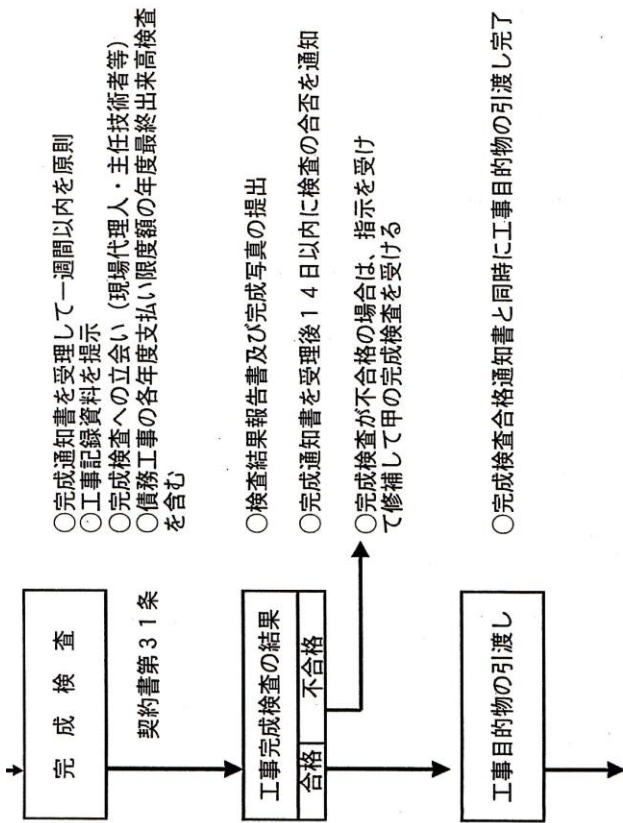 完成検査
○完成通知書を受理して一週間以内を原則
○工事記録資料を提示
○完成検査への立会い（現場代理人・主任技術者等）
○債務工事の各年度支払い限度額の年度最終出来高検査
を含む
契約書第３１条
工事完成検査の結果
合格
不合格
○検査結果報告書及び完成写真の提出
○完成通知書を受理後１４日以内に検査の合否を通知
○完成検査が不合格の場合は、指示を受け
て修補して甲の完成検査を受ける
工事目的物の引渡し
○完成検査合格通知書と同時に工事目的物の引渡し完了